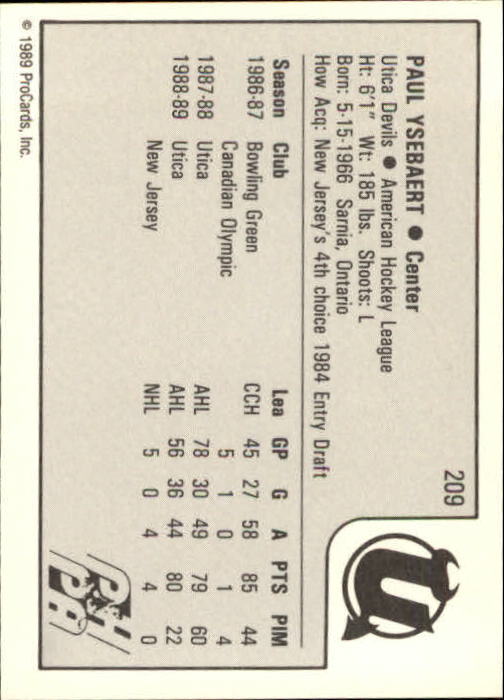 209
PAUL YSEBAERT ● Center
Utica Devils ● American Hockey League
Ht: 6'1" Wt: 185 lbs. Shoots: L
Born: 5-15-1966 Sarnia, Ontario
How Acq: New Jersey's 4th choice 1984 Entry Draft
Season Club Lea GP G A PTS PIM
1986-87 Bowling Green CCH 45 27 58 85 44
Canadian Olympic 5 1 0 1 4
1987-88 Utica AHL 78 30 49 79 60
1988-89 Utica AHL 56 36 44 80 22
New Jersey NHL 5 0 4 4 0
U
PHPA
© 1989 ProCards, Inc.